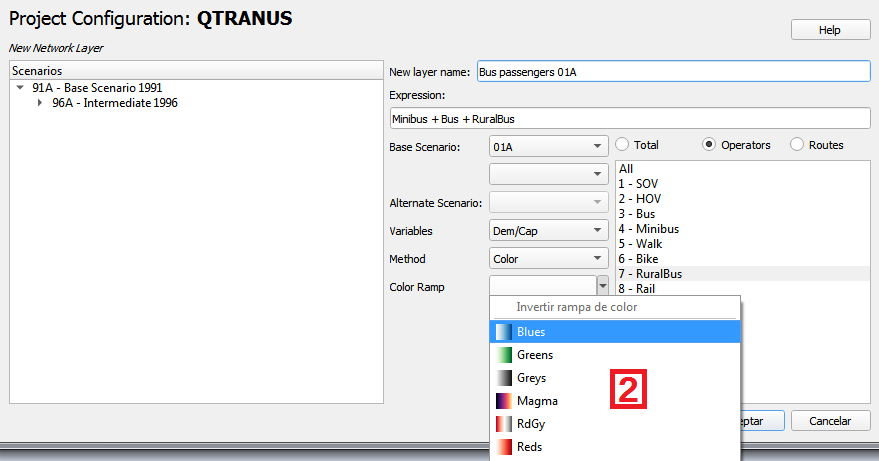 Project Configuration: QTRANUS
Help
New Network Layer
Scenarios
91A - Base Scenario 1991
96A - Intermediate 1996
New layer name: Bus passengers 01A
Expression:
Minibus + Bus + RuralBus
Base Scenario: 01A
Total Operators Routes
Alternate Scenario:
Variables Dem/Cap
Method Color
Color Ramp
All
1 - SOV
2 - HOV
3 - Bus
4 - Minibus
5 - Walk
6 - Bike
7 - RuralBus
8 - Rail
Invertir rampa de color
Blues
Greens
Greys
Magma
RdGy
Reds
2
eptar Cancelar